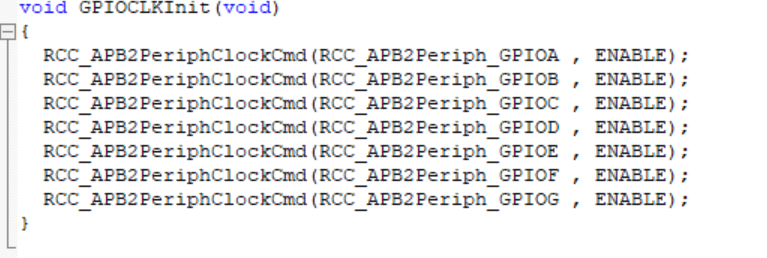 void GPIOCLKInit(void)
{
RCC_APB2PeriphClockCmd(RCC_APB2Periph_GPIOA , ENABLE);
RCC_APB2PeriphClockCmd(RCC_APB2Periph_GPIOB , ENABLE);
RCC_APB2PeriphClockCmd(RCC_APB2Periph_GPIOC , ENABLE);
RCC_APB2PeriphClockCmd(RCC_APB2Periph_GPIOD , ENABLE);
RCC_APB2PeriphClockCmd(RCC_APB2Periph_GPIOE , ENABLE);
RCC_APB2PeriphClockCmd(RCC_APB2Periph_GPIOF , ENABLE);
RCC_APB2PeriphClockCmd(RCC_APB2Periph_GPIOG , ENABLE);
}